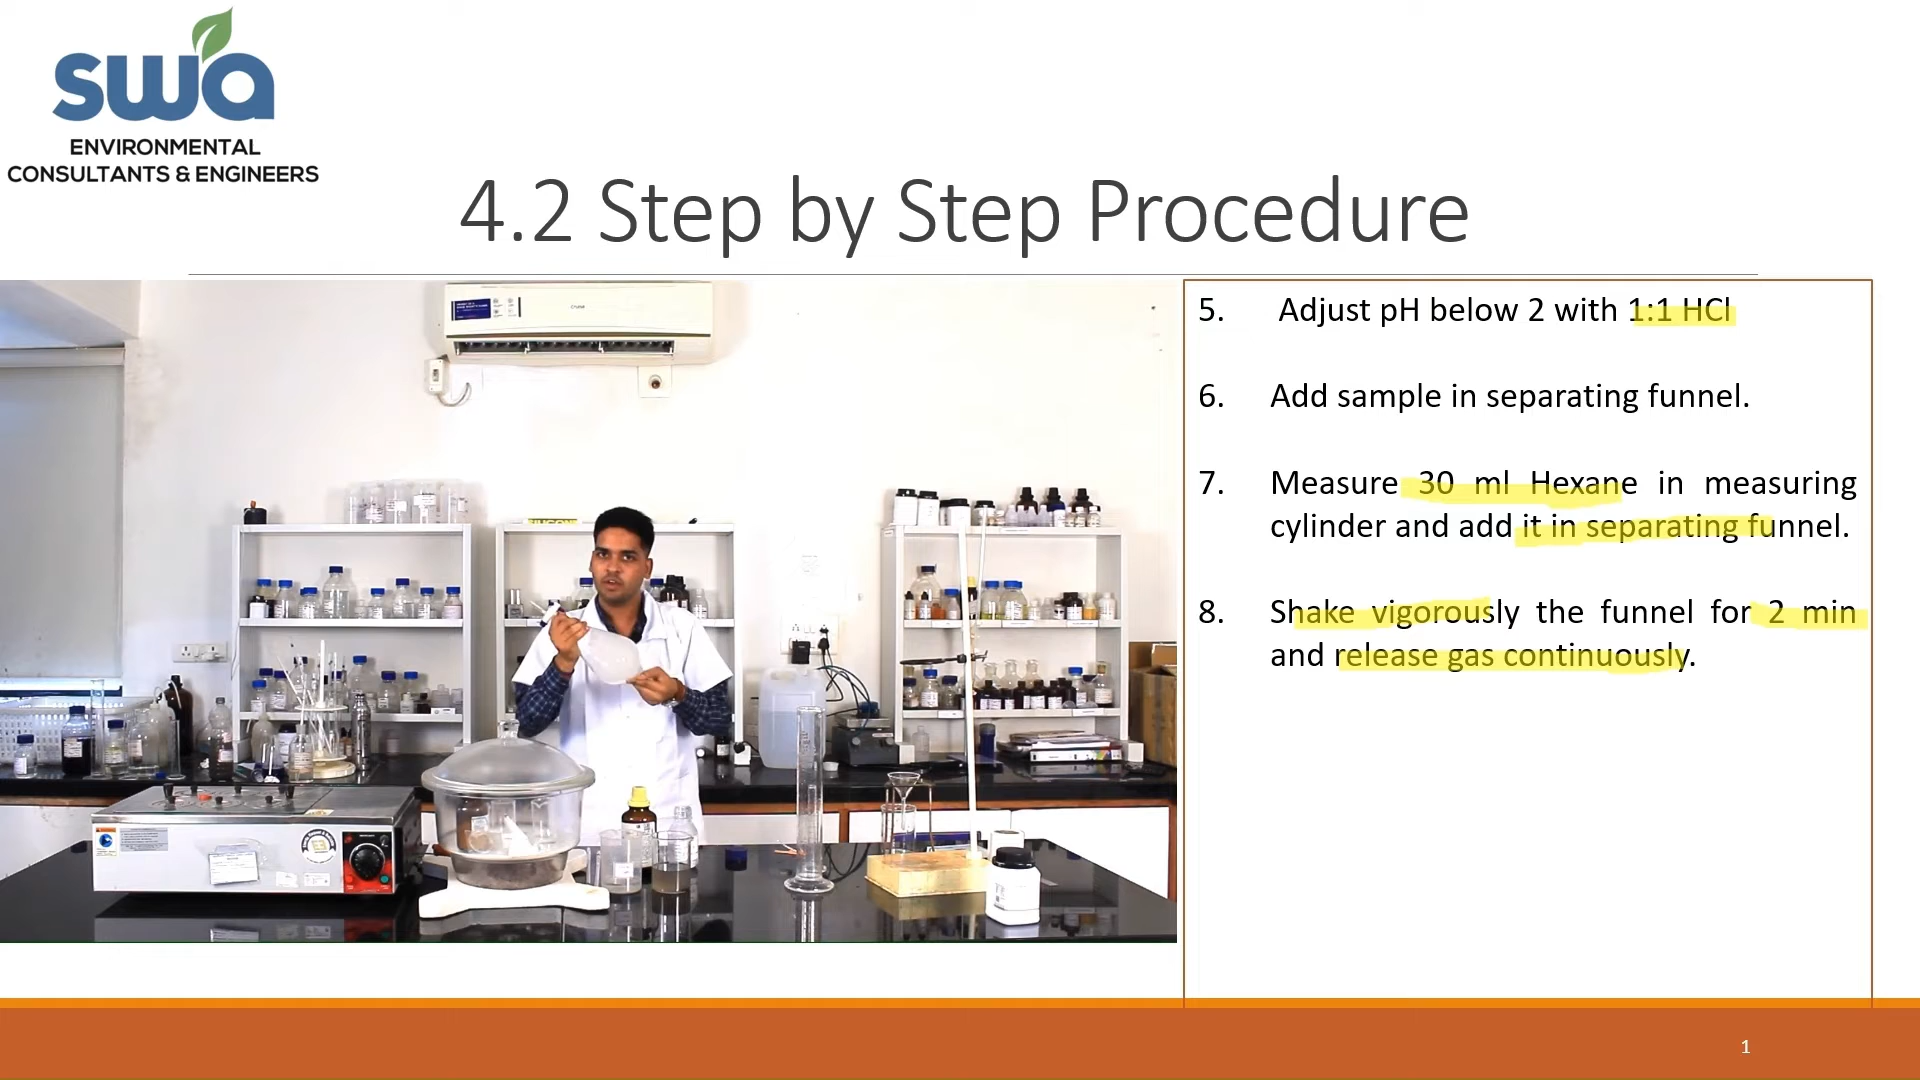 swa
ENVIRONMENTAL
CONSULTANTS & ENGINEERS
4.2 Step by Step Procedure
5. Adjust pH below 2 with 1:1 HCl
6. Add sample in separating funnel.
7. Measure 30 ml Hexane in measuring
cylinder and add it in separating funnel.
8. Shake vigorously the funnel for 2 min
and release gas continuously.
1